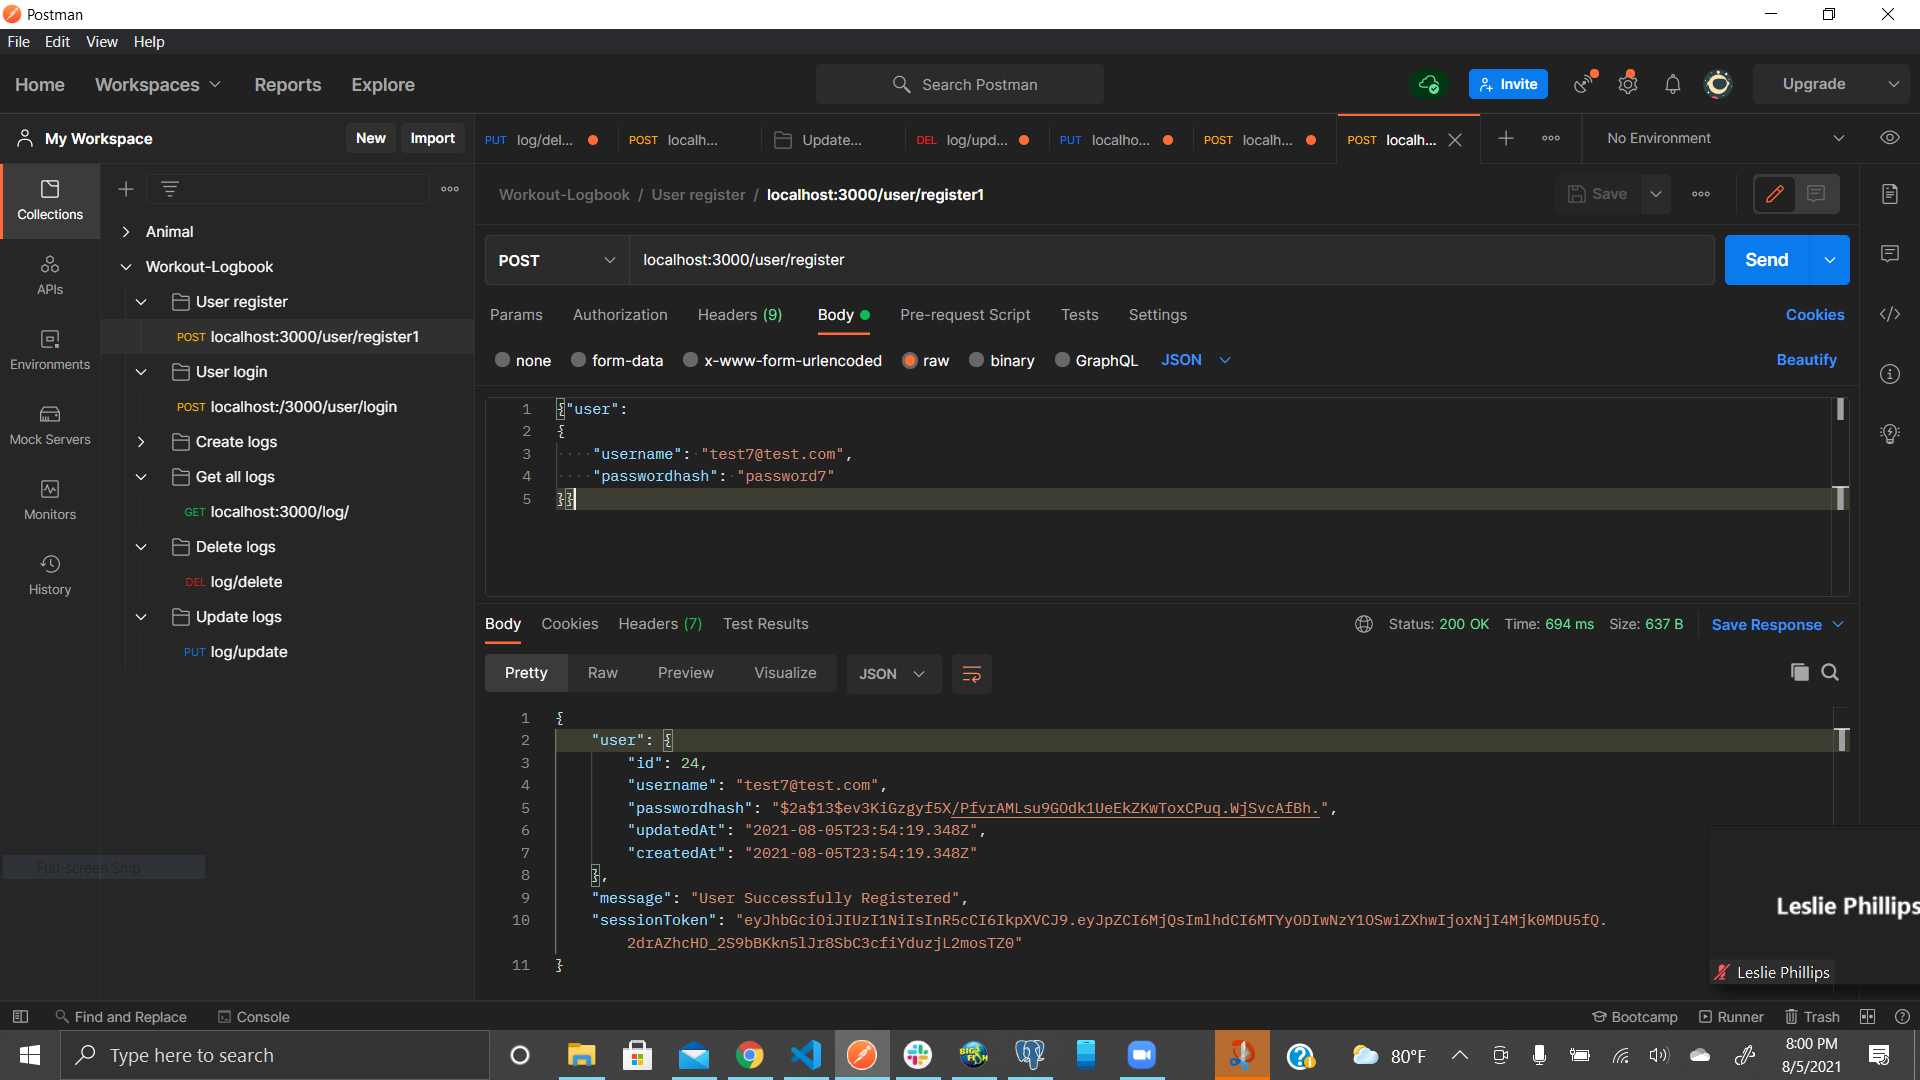 Postman
File Edit View Help
Home Workspaces Reports Explore
Search Postman
Invite
Upgrade
My Workspace New Import
PUT log/del... POST localh... Update... DEL log/upd... PUT localho... POST localh... POST localh...
No Environment
Collections
APIs
Environments
Mock Servers
Monitors
History
Animal
Workout-Logbook
User register
POST localhost:3000/user/register1
User login
POST localhost:/3000/user/login
Create logs
Get all logs
GET localhost:3000/log/
Delete logs
DEL log/delete
Update logs
PUT log/update
Full-screen Snip
Workout-Logbook / User register / localhost:3000/user/register1
Save
POST localhost:3000/user/register
Send
Params Authorization Headers (9) Body Pre-request Script Tests Settings Cookies
none form-data x-www-form-urlencoded raw binary GraphQL JSON Beautify
1 {"user":
2 {
3 "username": "test7@test.com",
4 "passwordhash": "password7"
5 }}
Body Cookies Headers (7) Test Results Status: 200 OK Time: 694 ms Size: 637 B Save Response
Pretty Raw Preview Visualize JSON
1 {
2 "user": {
3 "id": 24,
4 "username": "test7@test.com",
5 "passwordhash": "$2a$13$ev3KiGzgyf5X/PfvrAMLsu9GOdk1UeEkZKwToxCPuq.WjSvcAfBh.",
6 "updatedAt": "2021-08-05T23:54:19.348Z",
7 "createdAt": "2021-08-05T23:54:19.348Z"
8 },
9 "message": "User Successfully Registered",
10 "sessionToken": "eyJhbGciOiJIUzI1NiIsInR5cCI6IkpXVCJ9.eyJpZCI6MjQsImlhdCI6MTYyODIwNzY1OSwiZXhwIjoxNjI4Mjk0MDU5fQ.
2drAZhcHD_2S9bBKkn5lJr8SbC3cfiYduzjL2mosTZ0"
11 }
Leslie Phillips
Leslie Phillips
Find and Replace Console
Bootcamp Runner Trash
Type here to search
BIG FISH
80°F
8:00 PM
8/5/2021